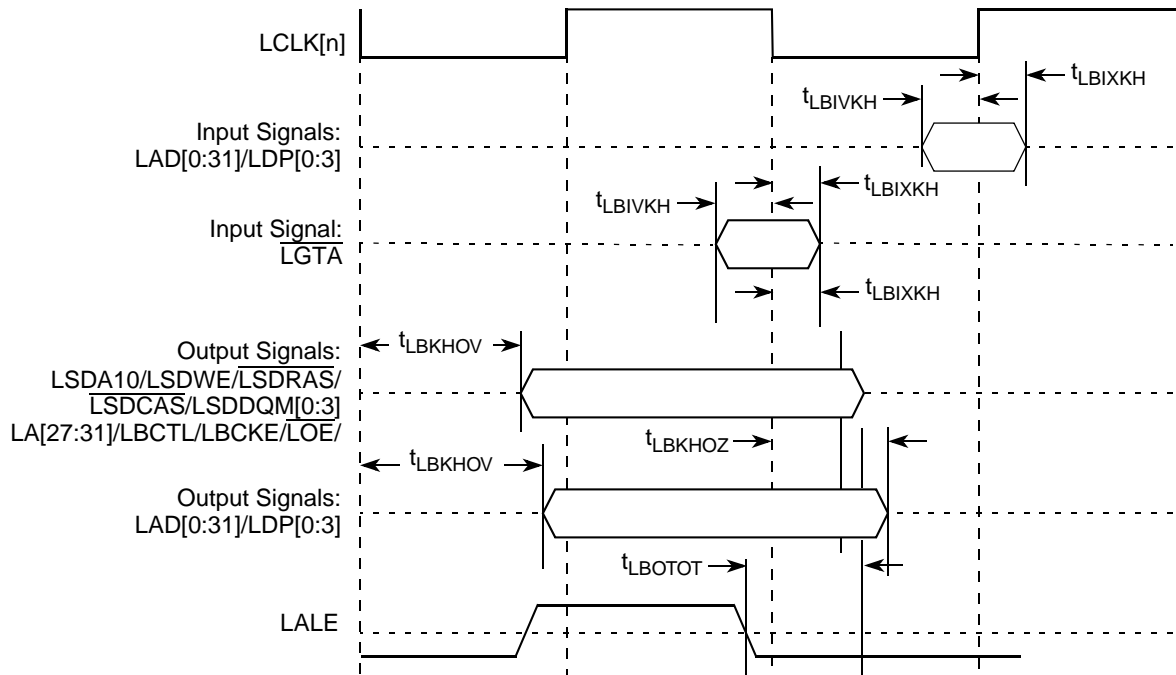 LCLK[n]
tLBIXKH
tLBIVKH
Input Signals:
LAD[0:31]/LDP[0:3]
tLBIXKH
tLBIVKH
Input Signal:
LGTA
tLBIXKH
tLBKHOV
Output Signals:
LSDA10/LSDWE/LSDRAS/
LSDCAS/LSDDQM[0:3]
LA[27:31]/LBCTL/LBCKE/LOE/
tLBKHOZ
tLBKHOV
Output Signals:
LAD[0:31]/LDP[0:3]
tLBOTOT
LALE